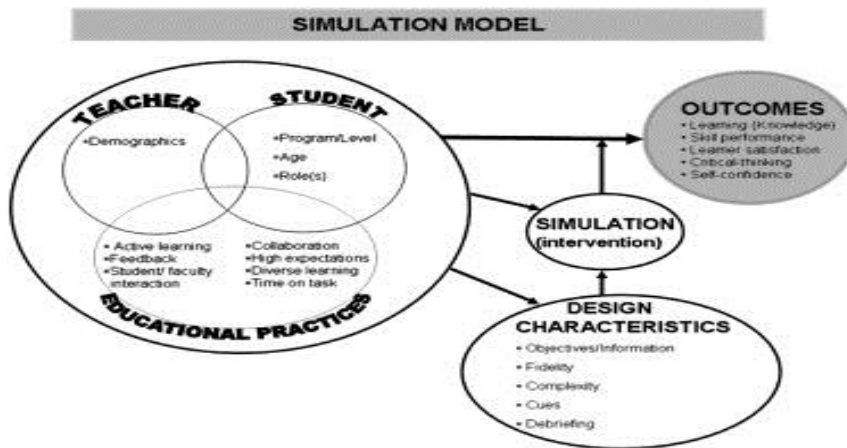 SIMULATION MODEL
TEACHER
STUDENT
•Demographics
•Program/Level
•Age
•Role(s)
• Active learning
•Feedback
•Student/ faculty
interaction
•Collaboration
•High expectations
•Diverse learning
•Time on task
EDUCATIONAL PRACTICES
OUTCOMES
• Learning (Knowledge)
• Skill performance
• Learner satisfaction
• Critical-thinking
• Self-confidence
SIMULATION
(intervention)
DESIGN
CHARACTERISTICS
• Objectives/Information
• Fidelity
• Complexity
• Cues
• Debriefing